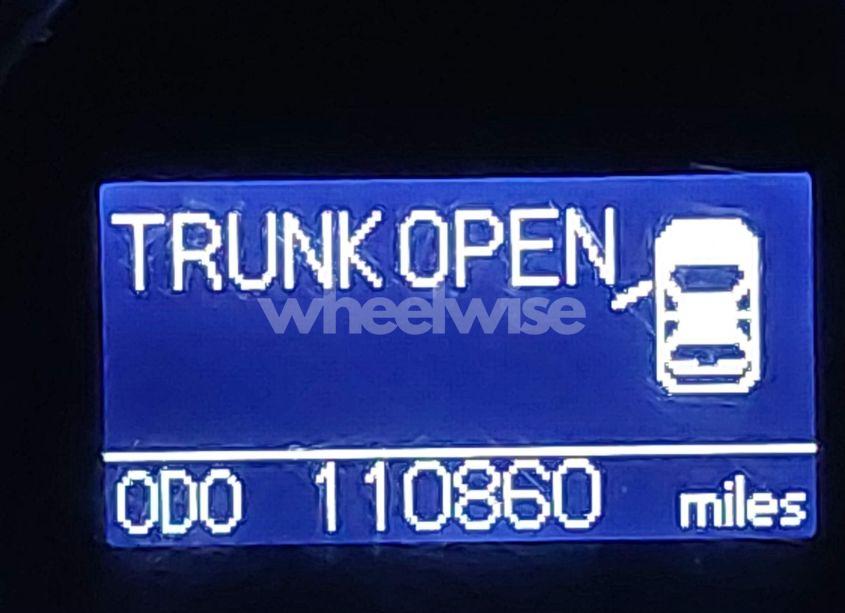 TRUNK OPEN
wheelwise
ODO 110860 miles